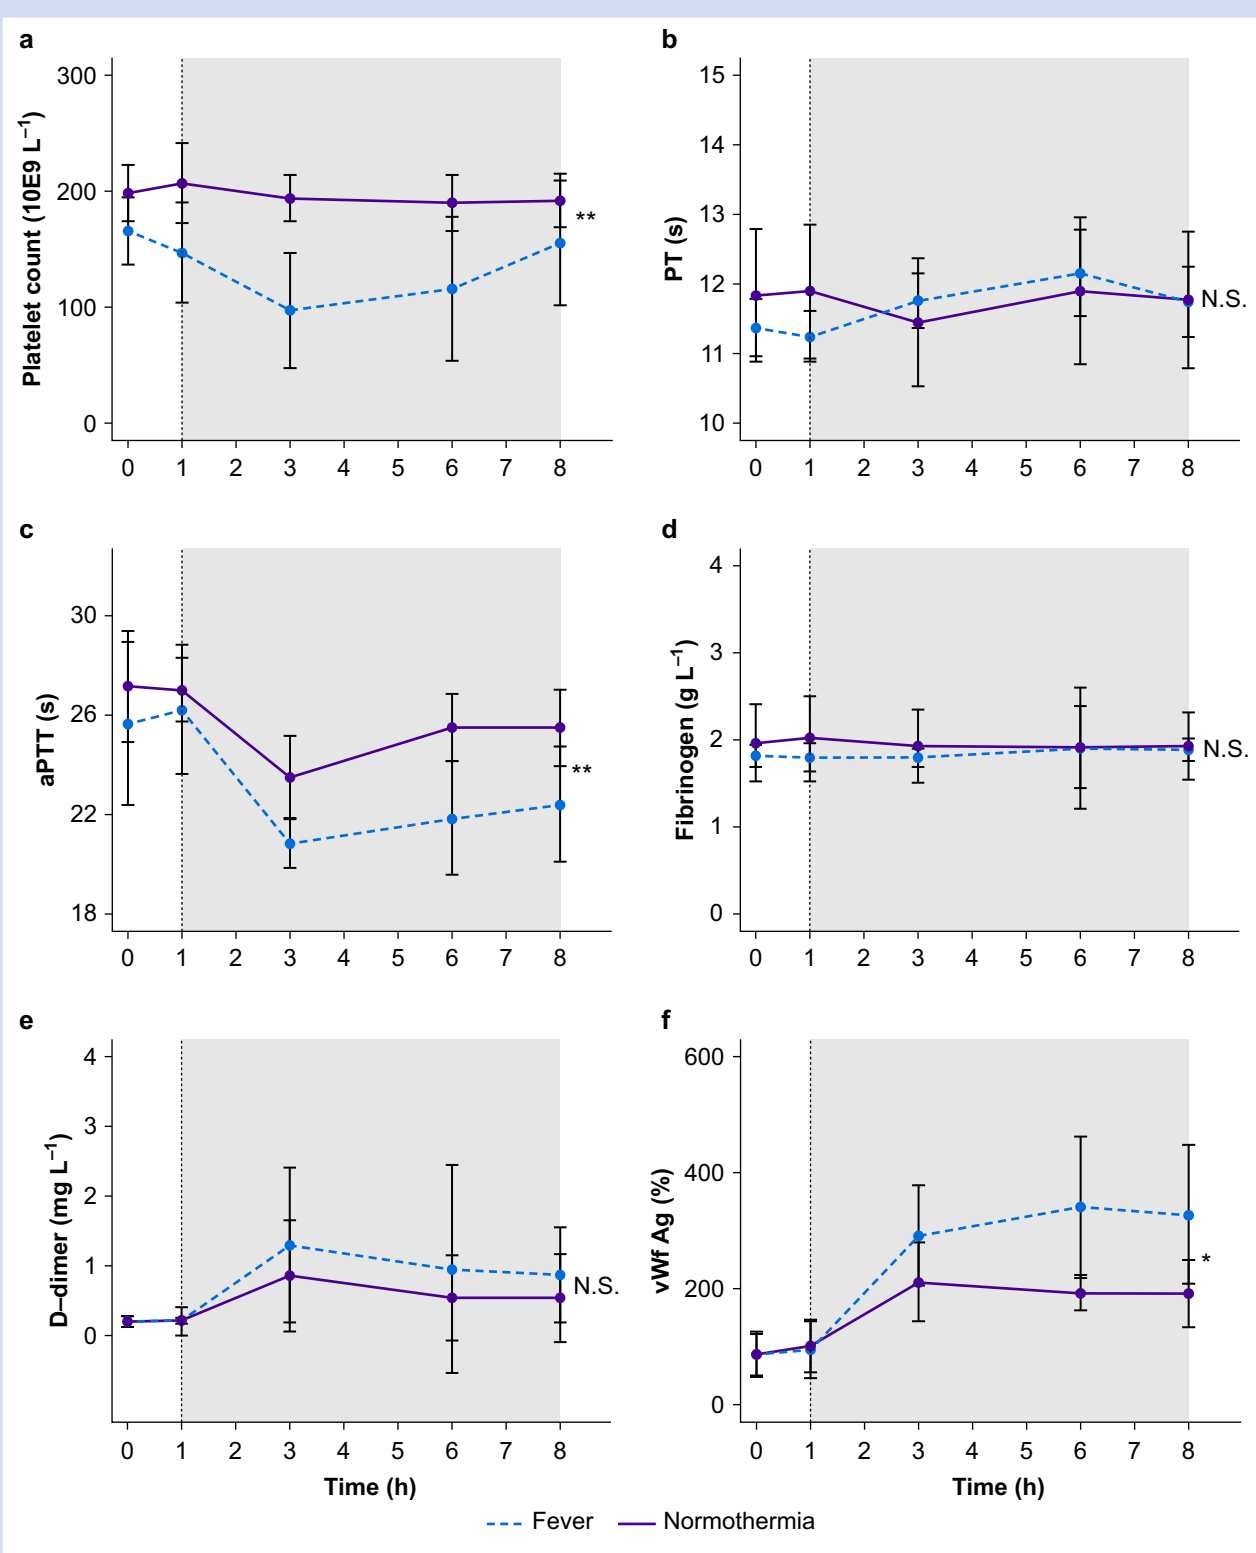 a
Platelet count (10E9 L⁻¹)
300
200
100
0
**
0 1 2 3 4 5 6 7 8
b
PT (s)
15
14
13
12
11
10
N.S.
0 1 2 3 4 5 6 7 8
c
aPTT (s)
30
26
22
18
**
0 1 2 3 4 5 6 7 8
d
Fibrinogen (g L⁻¹)
4
3
2
1
0
N.S.
0 1 2 3 4 5 6 7 8
e
D–dimer (mg L⁻¹)
4
3
2
1
0
N.S.
0 1 2 3 4 5 6 7 8
Time (h)
f
vWf Ag (%)
600
400
200
0
*
0 1 2 3 4 5 6 7 8
Time (h)
Fever Normothermia